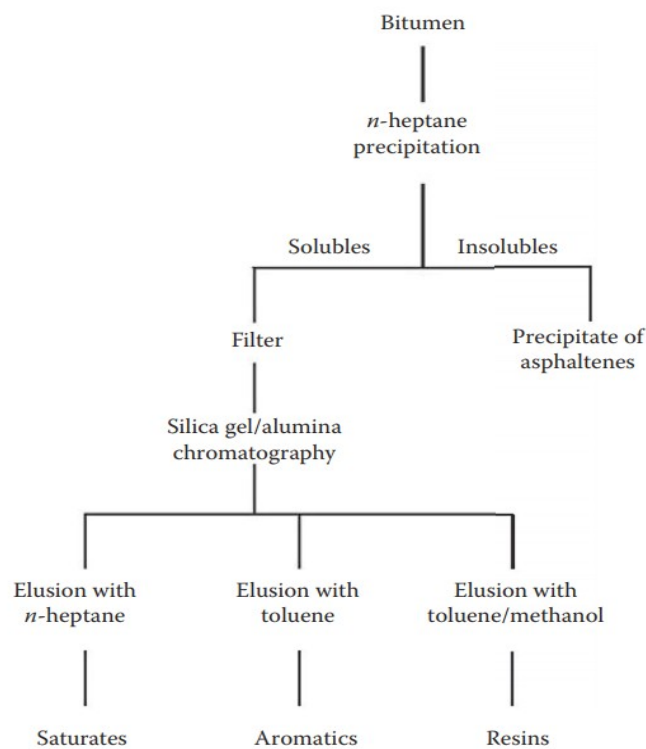 Bitumen
n-heptane
precipitation
Solubles
Insolubles
Filter
Precipitate of
asphaltenes
Silica gel/alumina
chromatography
Elusion with
n-heptane
Elusion with
toluene
Elusion with
toluene/methanol
Saturates
Aromatics
Resins